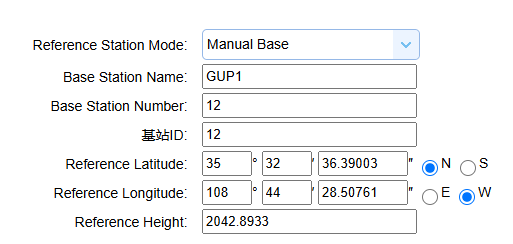 Reference Station Mode: Manual Base
Base Station Name: GUP1
Base Station Number: 12
基站ID: 12
Reference Latitude: 35 ° 32 ′ 36.39003 ″ N S
Reference Longitude: 108 ° 44 ′ 28.50761 ″ E W
Reference Height: 2042.8933